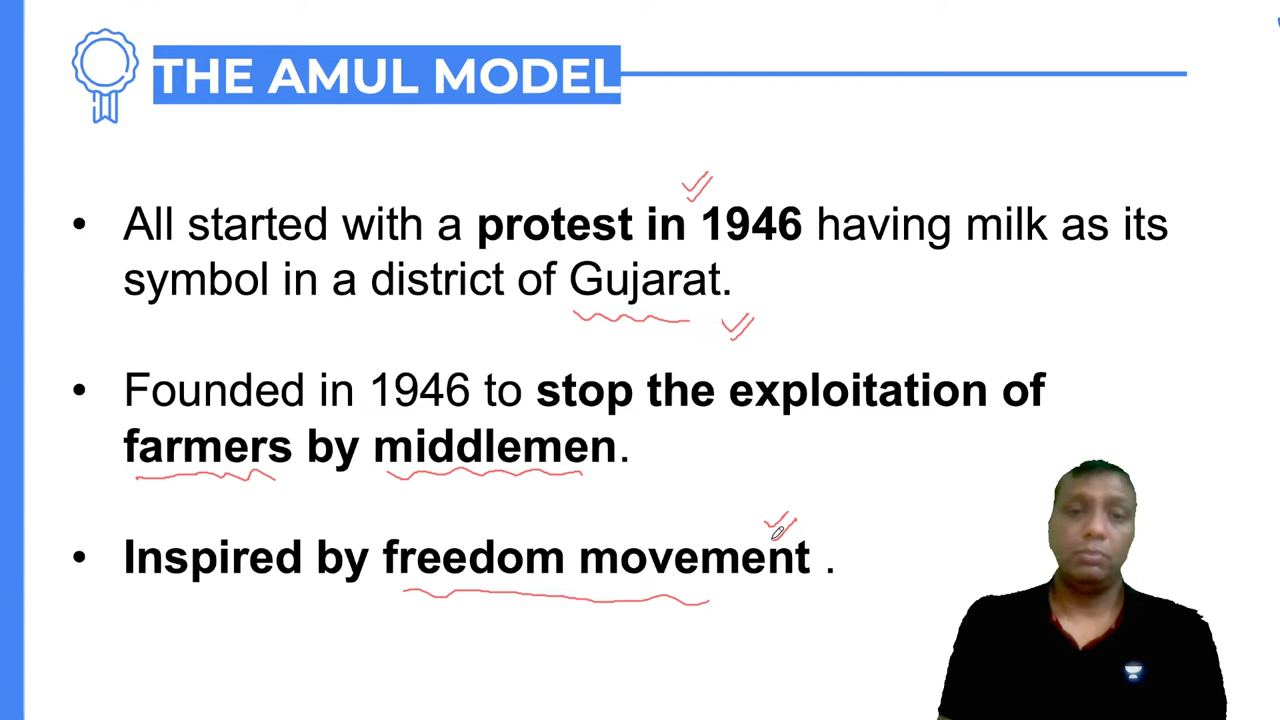 THE AMUL MODEL
• All started with a protest in 1946 having milk as its
symbol in a district of Gujarat.
• Founded in 1946 to stop the exploitation of
farmers by middlemen.
• Inspired by freedom movement .